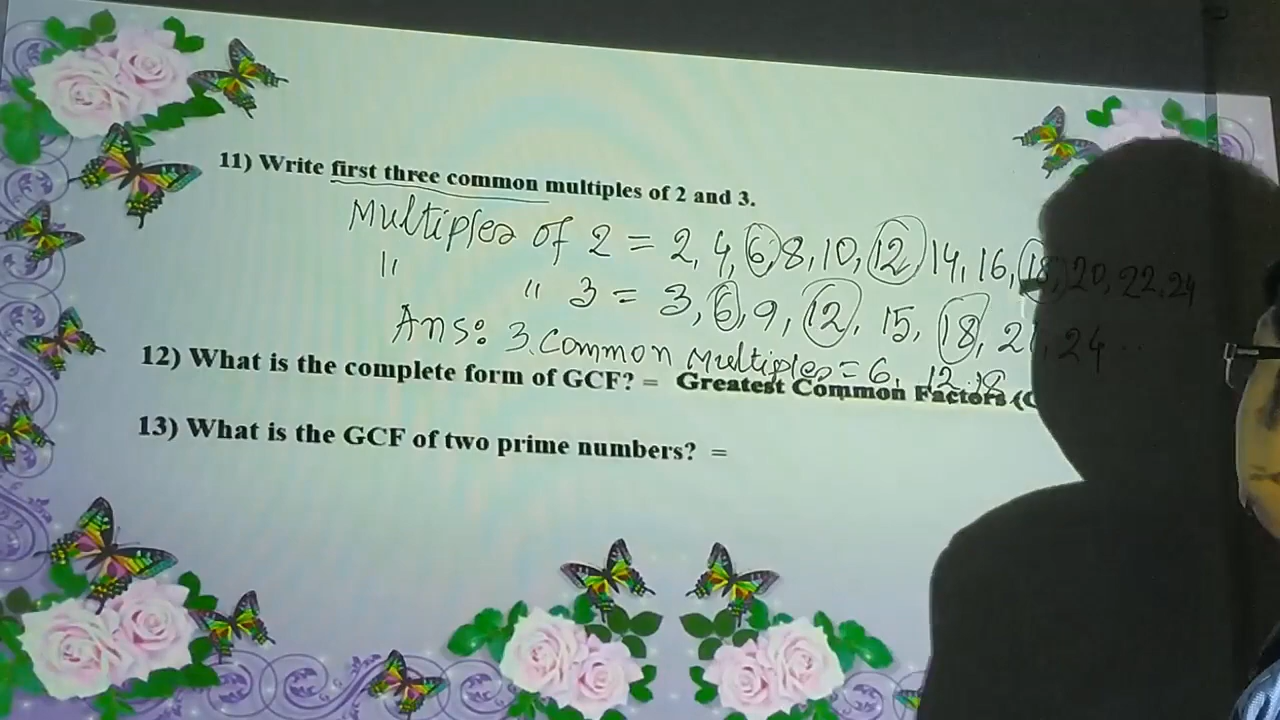 11) Write first three common multiples of 2 and 3.
Multiples of 2 = 2, 4, 6, 8, 10, 12, 14, 16, 18, 20, 22, 24
" " 3 = 3, 6, 9, 12, 15, 18, 21, 24 ..
Ans: 3 Common Multiples = 6, 12, 18
12) What is the complete form of GCF? = Greatest Common Factors (
13) What is the GCF of two prime numbers? =